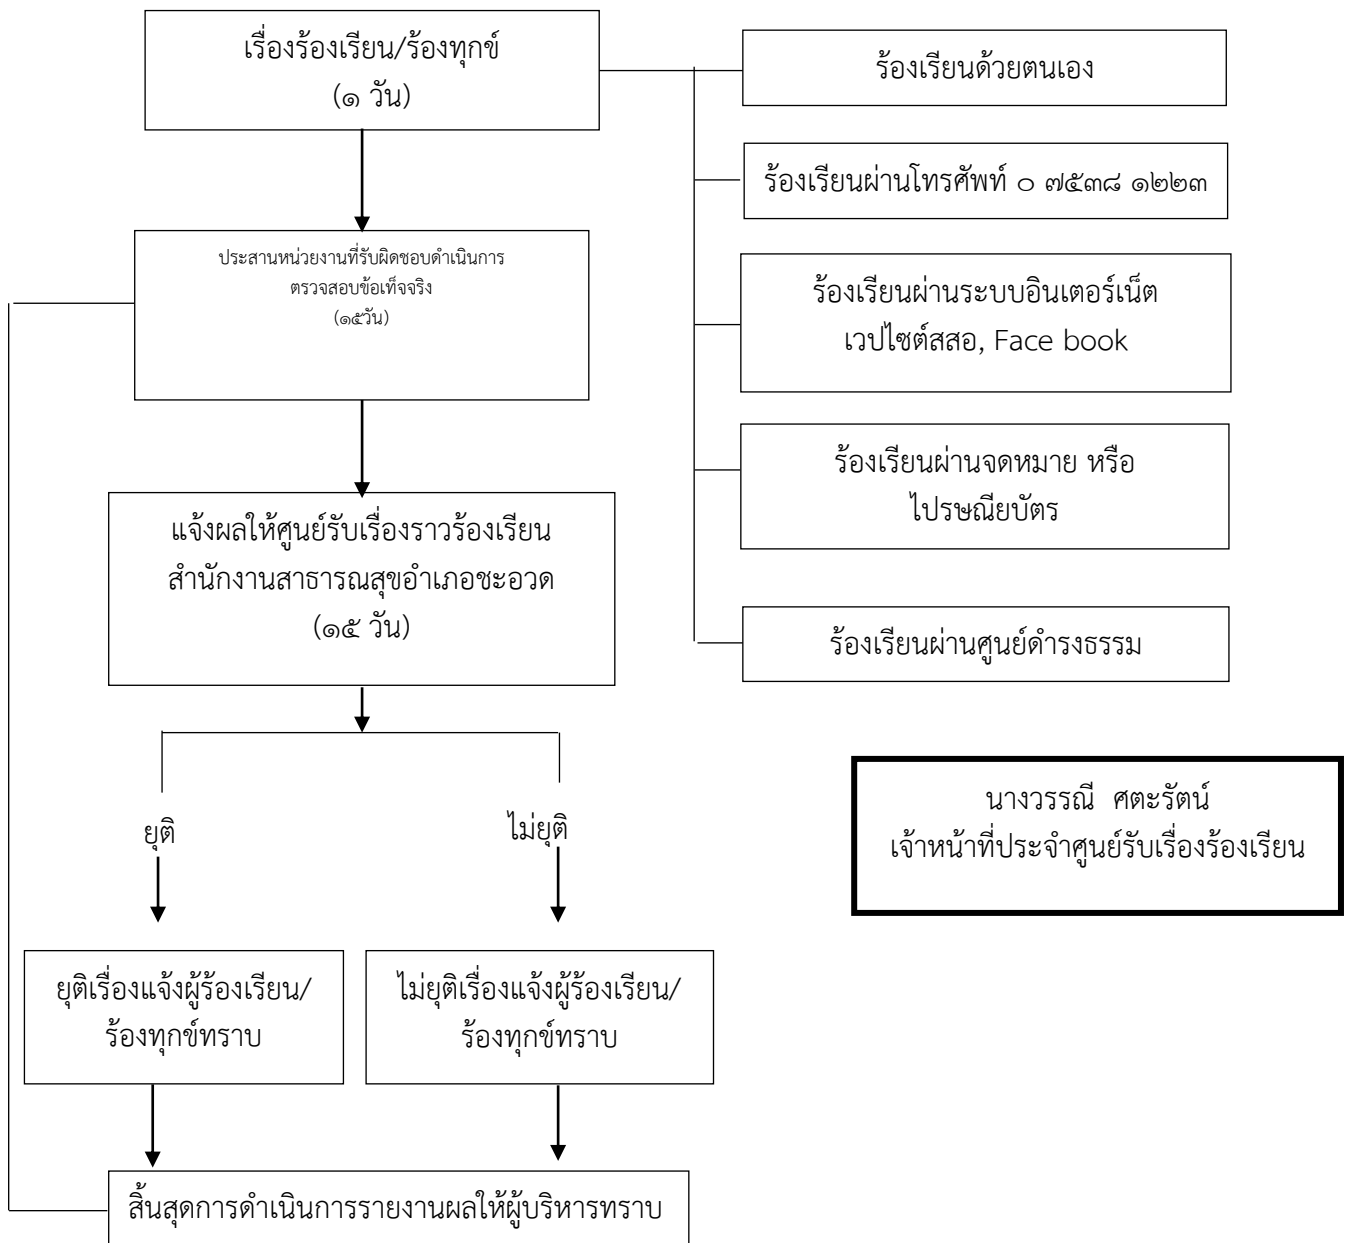 เรื่องร้องเรียน/ร้องทุกข์
(๑ วัน)
ร้องเรียนด้วยตนเอง
ร้องเรียนผ่านโทรศัพท์ ๐ ๗๕๓๘ ๑๒๒๓
ประสานหน่วยงานที่รับผิดชอบดำเนินการ
ตรวจสอบข้อเท็จจริง
(๑๕วัน)
ร้องเรียนผ่านระบบอินเตอร์เน็ต
เวปไซต์สสอ, Face book
ร้องเรียนผ่านจดหมาย หรือ
ไปรษณียบัตร
แจ้งผลให้ศูนย์รับเรื่องราวร้องเรียน
สำนักงานสาธารณสุขอำเภอชะอวด
(๑๕ วัน)
ร้องเรียนผ่านศูนย์ดำรงธรรม
ยุติ
ไม่ยุติ
นางวรรณี ศตะรัตน์
เจ้าหน้าที่ประจำศูนย์รับเรื่องร้องเรียน
ยุติเรื่องแจ้งผู้ร้องเรียน/
ร้องทุกข์ทราบ
ไม่ยุติเรื่องแจ้งผู้ร้องเรียน/
ร้องทุกข์ทราบ
สิ้นสุดการดำเนินการรายงานผลให้ผู้บริหารทราบ